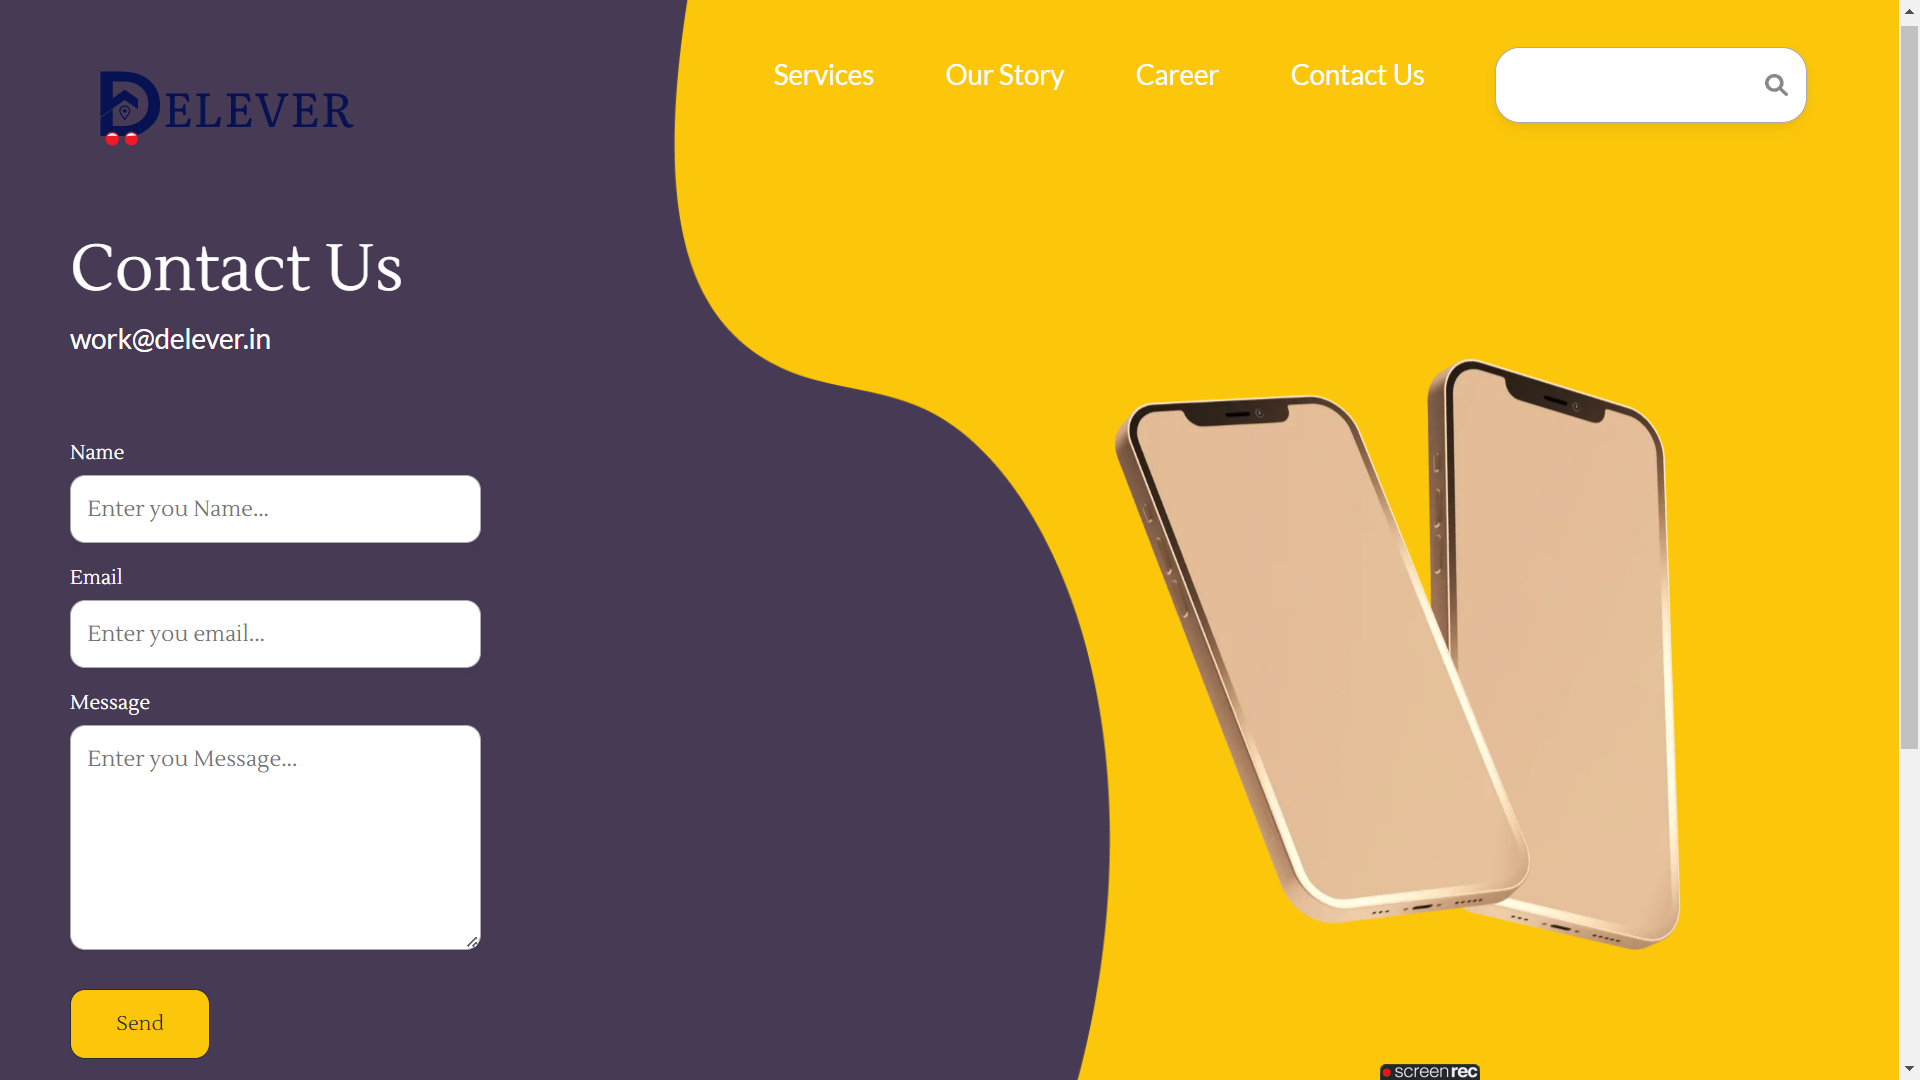 DELEVER
Services Our Story Career Contact Us
Contact Us
work@delever.in
Name
Enter you Name...
Email
Enter you email...
Message
Enter you Message...
Send
screenrec